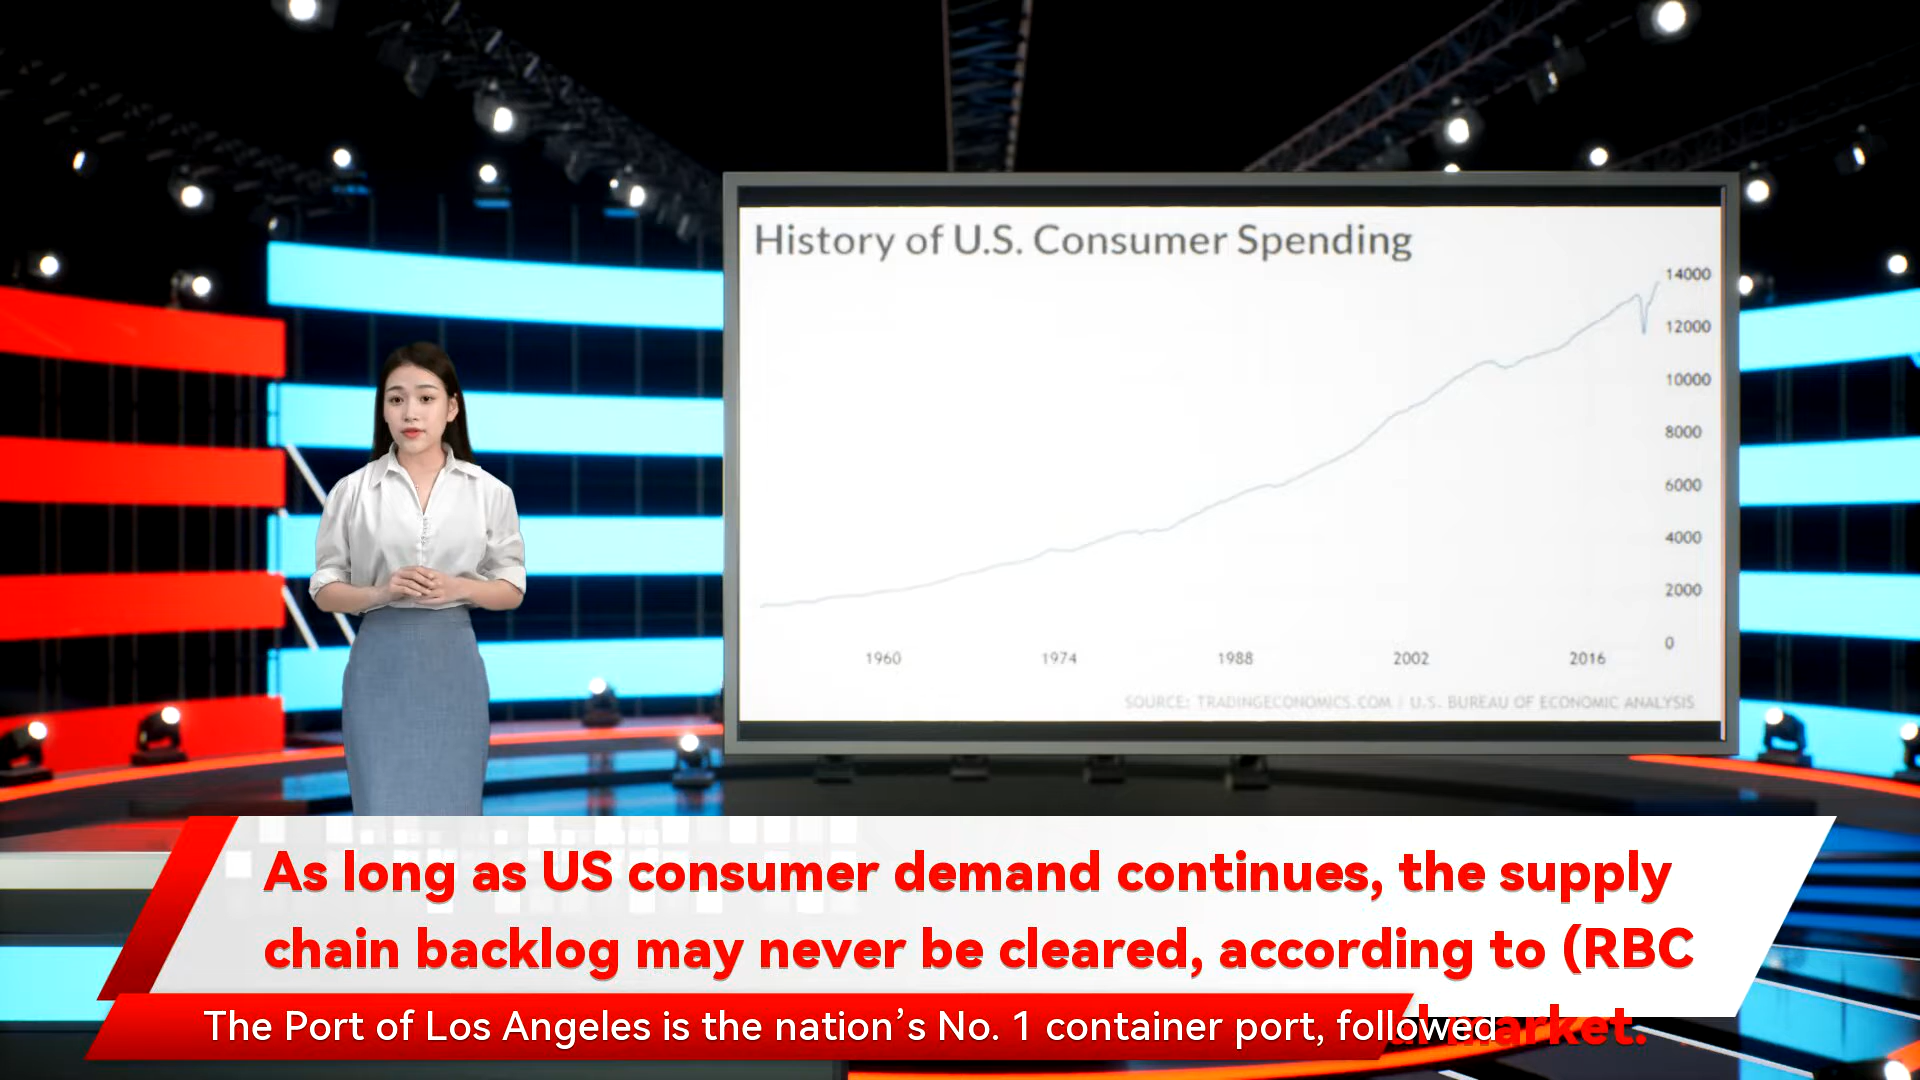 History of U.S. Consumer Spending
14000
12000
10000
8000
6000
4000
2000
0
1960 1974 1988 2002 2016
SOURCE: TRADINGECONOMICS.COM | U.S. BUREAU OF ECONOMIC ANALYSIS
As long as US consumer demand continues, the supply
chain backlog may never be cleared, according to (RBC
market.
The Port of Los Angeles is the nation’s No. 1 container port, followed